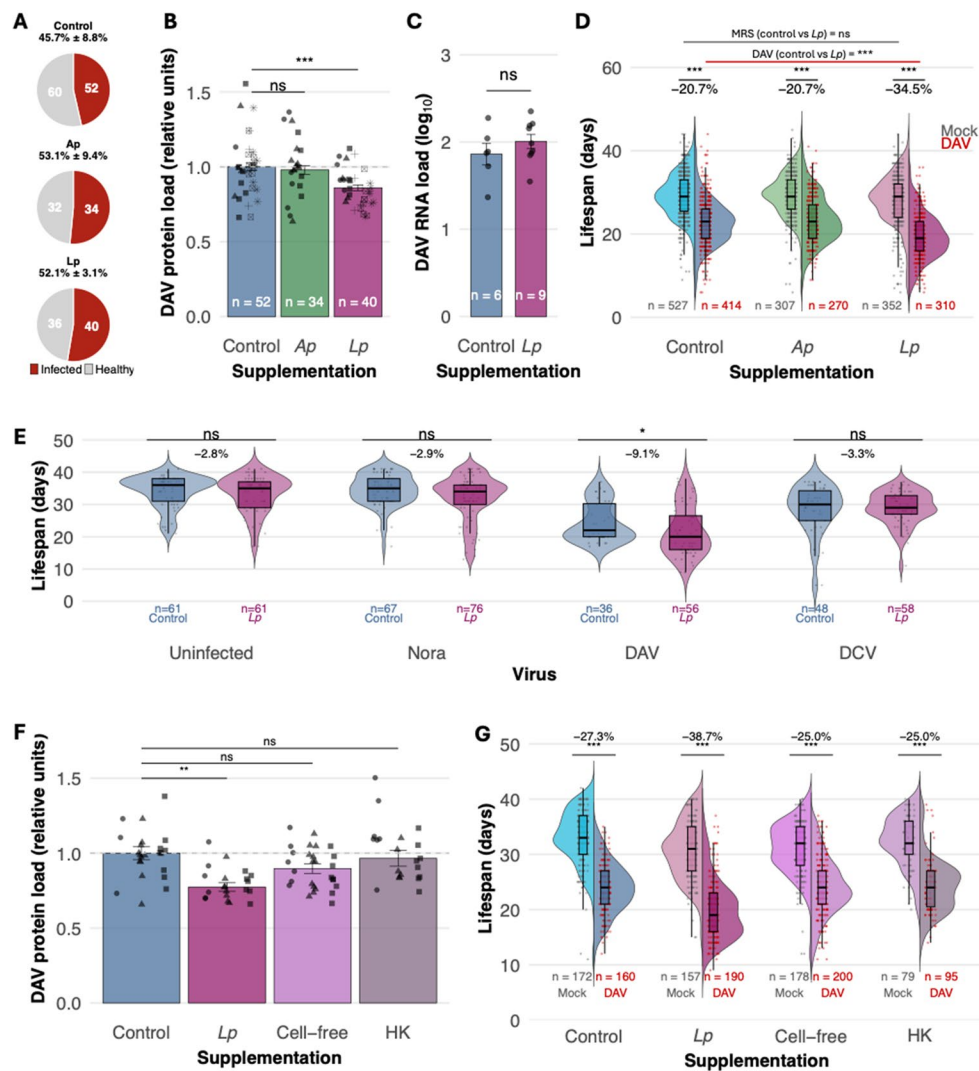 A
Control
45.7% ± 8.8%
60
52
Ap
53.1% ± 9.4%
32
34
Lp
52.1% ± 3.1%
36
40
Infected Healthy
B
DAV protein load (relative units)
***
ns
1.5
1.0
0.5
0.0
n = 52
n = 34
n = 40
Control
Ap
Lp
Supplementation
C
DAV RNA load (log10)
3
2
1
0
ns
n = 6
n = 9
Control Lp
Supplementation
D
MRS (control vs Lp) = ns
DAV (control vs Lp) = ***
60
40
20
0
Lifespan (days)
***
***
***
−20.7%
−20.7%
−34.5%
Mock
DAV
n = 527
n = 414
n = 307
n = 270
n = 352
n = 310
Control
Ap
Lp
Supplementation
E
Lifespan (days)
50
40
30
20
10
0
ns
ns
*
ns
−2.8%
−2.9%
−9.1%
−3.3%
n=61
n=61
n=67
n=76
n=36
n=56
n=48
n=58
Control
Lp
Control
Lp
Control
Lp
Control
Lp
Uninfected
Nora
DAV
DCV
Virus
F
DAV protein load (relative units)
ns
ns
**
1.5
1.0
0.5
0.0
Control
Lp
Cell−free
HK
Supplementation
G
Lifespan (days)
50
40
30
20
10
0
−27.3%
−38.7%
−25.0%
−25.0%
***
***
***
***
n = 172
n = 160
n = 157
n = 190
n = 178
n = 200
n = 79
n = 95
Mock
DAV
Mock
DAV
Mock
DAV
Mock
DAV
Control
Lp
Cell−free
HK
Supplementation